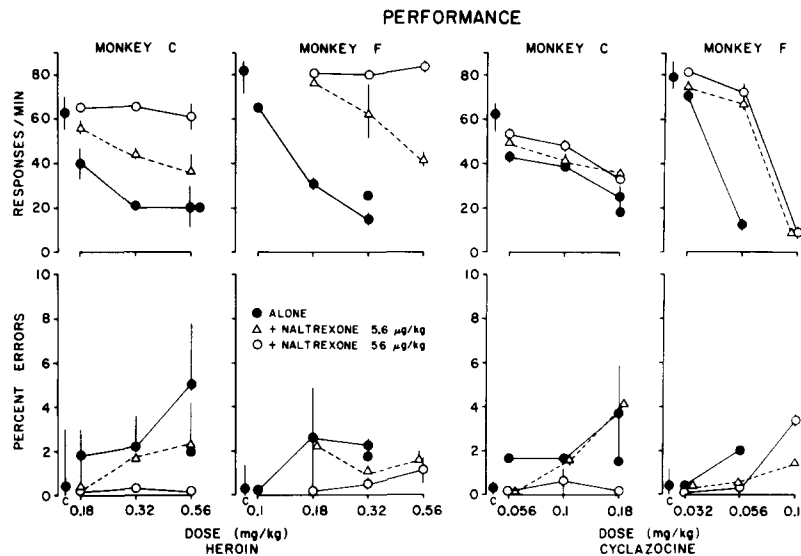 PERFORMANCE
MONKEY C
MONKEY F
MONKEY C
MONKEY F
RESPONSES/MIN
80
60
40
20
0
PERCENT ERRORS
10
8
6
4
2
0
ALONE
+ NALTREXONE 5.6 µg/kg
+ NALTREXONE 56 µg/kg
C 0.18 0.32 0.56
C 0.1 0.18 0.32 0.56
C 0.056 0.1 0.18
C 0.032 0.056 0.1
DOSE (mg/kg)
HEROIN
DOSE (mg/kg)
CYCLAZOCINE